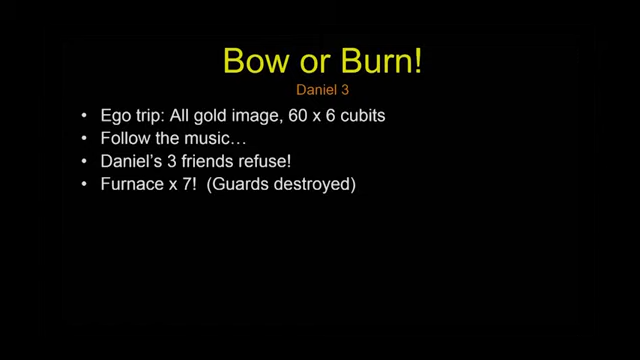 Bow or Burn!
Daniel 3
• Ego trip: All gold image, 60 x 6 cubits
• Follow the music…
• Daniel's 3 friends refuse!
• Furnace x 7!  (Guards destroyed)